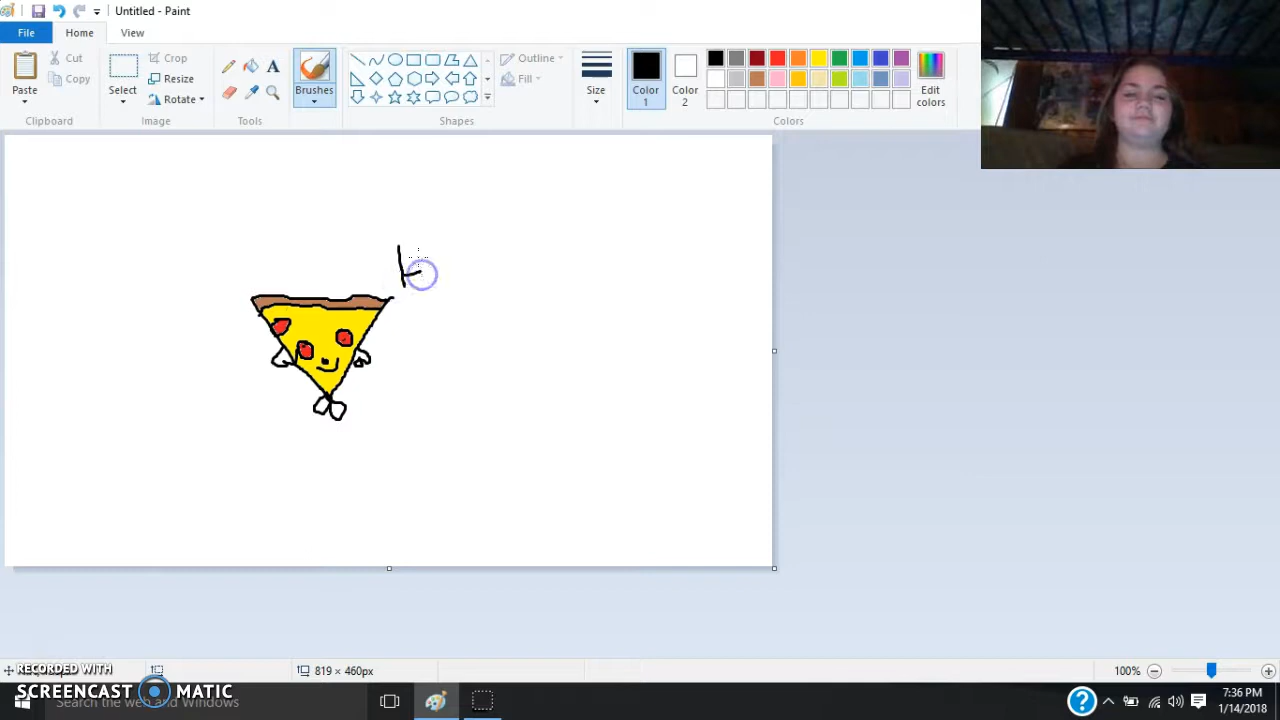 Untitled - Paint
File Home View
Paste Cut Copy Select Crop Resize Rotate A Brushes Outline Fill Size Color 1 Color 2 Edit colors
Clipboard Image Tools Shapes Colors
819 × 460px 100%
RECORDED WITH
SCREENCAST MATIC
Search the web and Windows
7:36 PM
1/14/2018